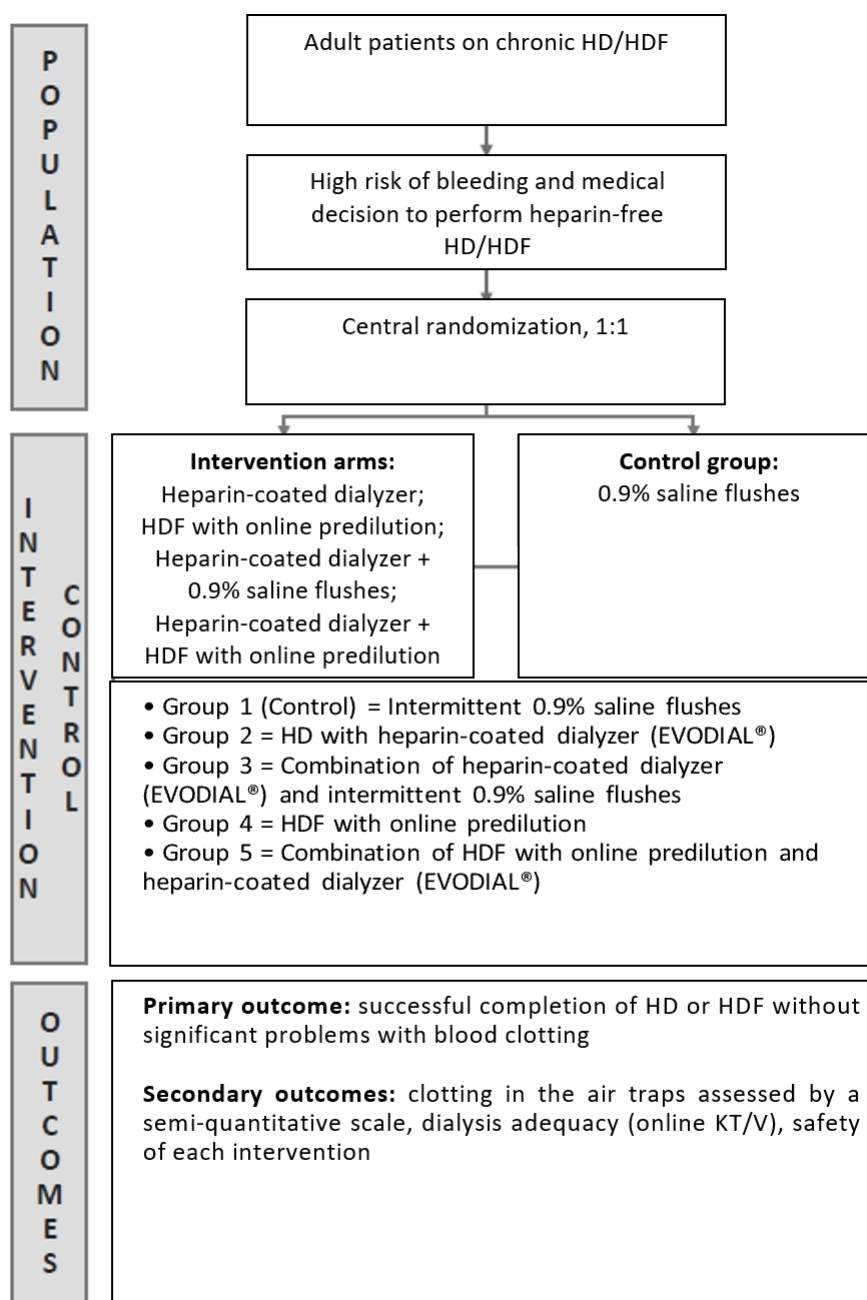 POPULATION
Adult patients on chronic HD/HDF
High risk of bleeding and medical
decision to perform heparin-free
HD/HDF
Central randomization, 1:1
INTERVENTION
CONTROL
Intervention arms:
Heparin-coated dialyzer;
HDF with online predilution;
Heparin-coated dialyzer +
0.9% saline flushes;
Heparin-coated dialyzer +
HDF with online predilution
Control group:
0.9% saline flushes
• Group 1 (Control) = Intermittent 0.9% saline flushes
• Group 2 = HD with heparin-coated dialyzer (EVODIAL®)
• Group 3 = Combination of heparin-coated dialyzer
(EVODIAL®) and intermittent 0.9% saline flushes
• Group 4 = HDF with online predilution
• Group 5 = Combination of HDF with online predilution and
heparin-coated dialyzer (EVODIAL®)
OUTCOMES
Primary outcome: successful completion of HD or HDF without
significant problems with blood clotting
Secondary outcomes: clotting in the air traps assessed by a
semi-quantitative scale, dialysis adequacy (online KT/V), safety
of each intervention